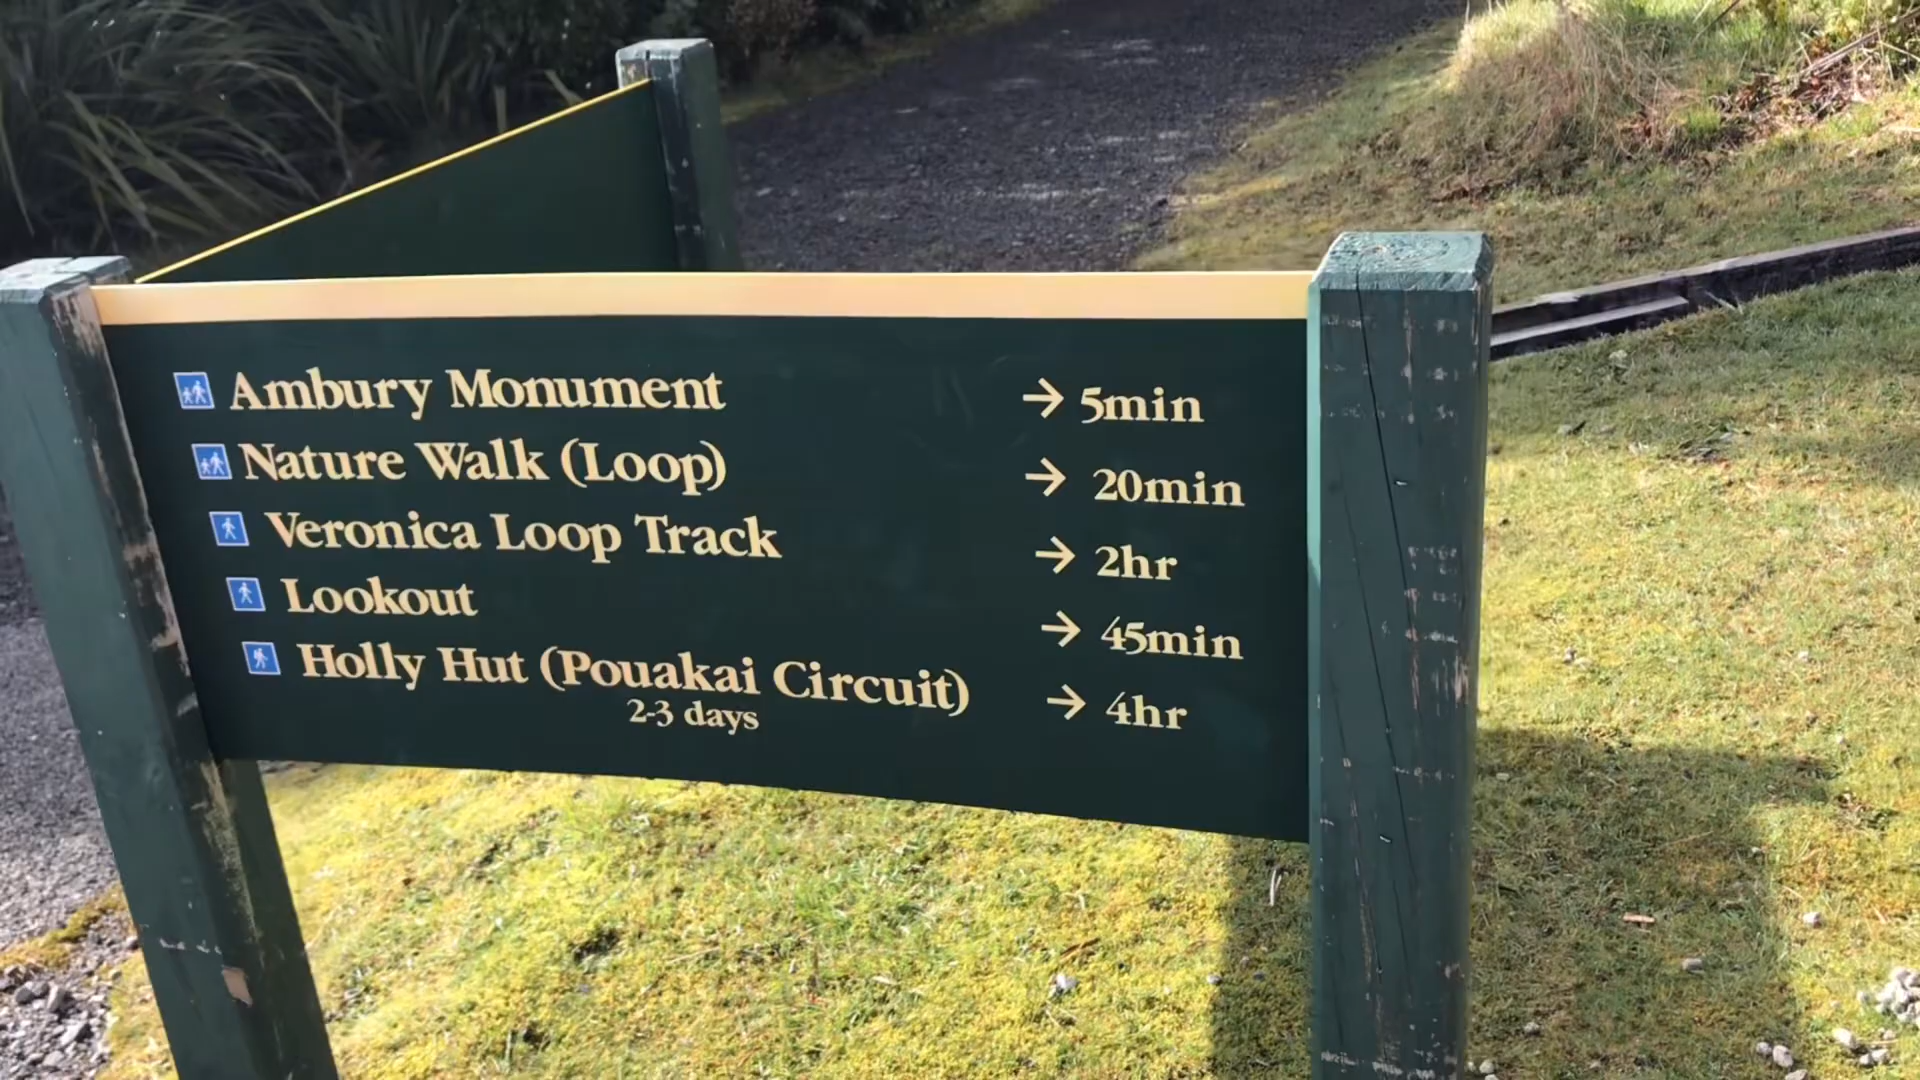 Ambury Monument → 5min
Nature Walk (Loop) → 20min
Veronica Loop Track → 2hr
Lookout → 45min
Holly Hut (Pouakai Circuit) → 4hr
2-3 days